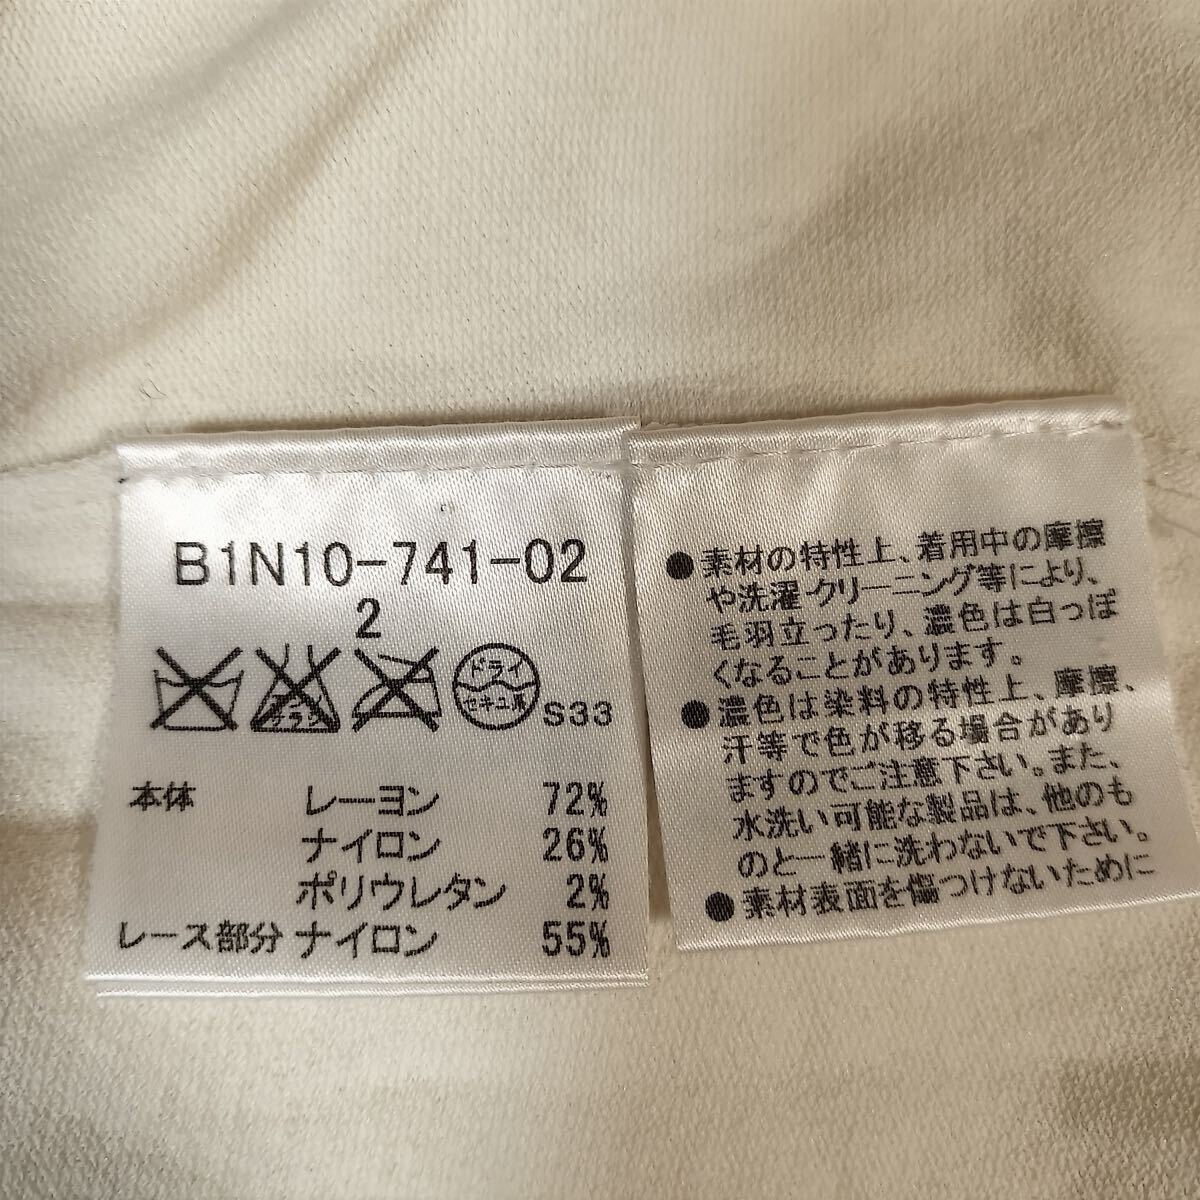 B1N10-741-02
2
エンソ
サラシ
ドライ
セキユ系
S33
本体 レーヨン 72%
ナイロン 26%
ポリウレタン 2%
レース部分 ナイロン 55%
●素材の特性上、着用中の摩擦
や洗濯・クリーニング等により、
毛羽立ったり、濃色は白っぽ
くなることがあります。
●濃色は染料の特性上、摩擦、
汗等で色が移る場合があり
ますのでご注意下さい。また、
水洗い可能な製品は、他のも
のと一緒に洗わないで下さい。
●素材表面を傷つけないために